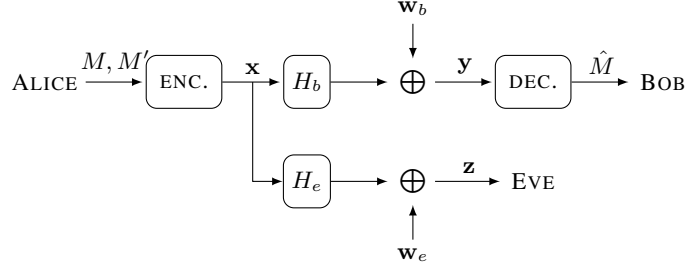 𝐰_b
ALICE M, M′ ENC. 𝐱 H_b ⊕ 𝐲 DEC. M̂ BOB
H_e ⊕ 𝐳 EVE
𝐰_e